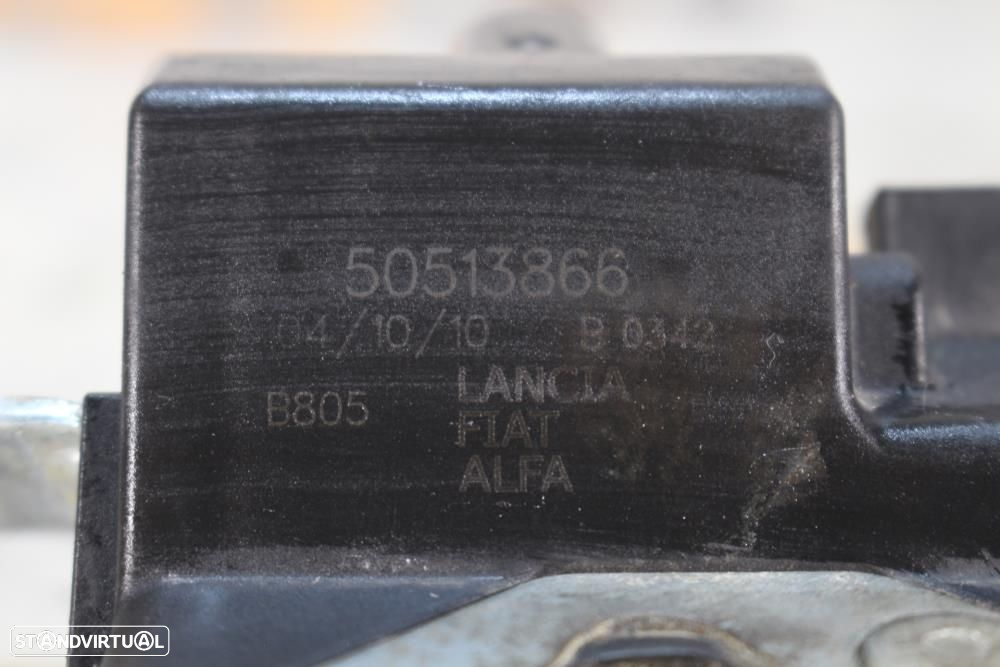 50513866
04/10/10 B 0342
B805
LANCIA
FIAT
ALFA
STANDVIRTUAL